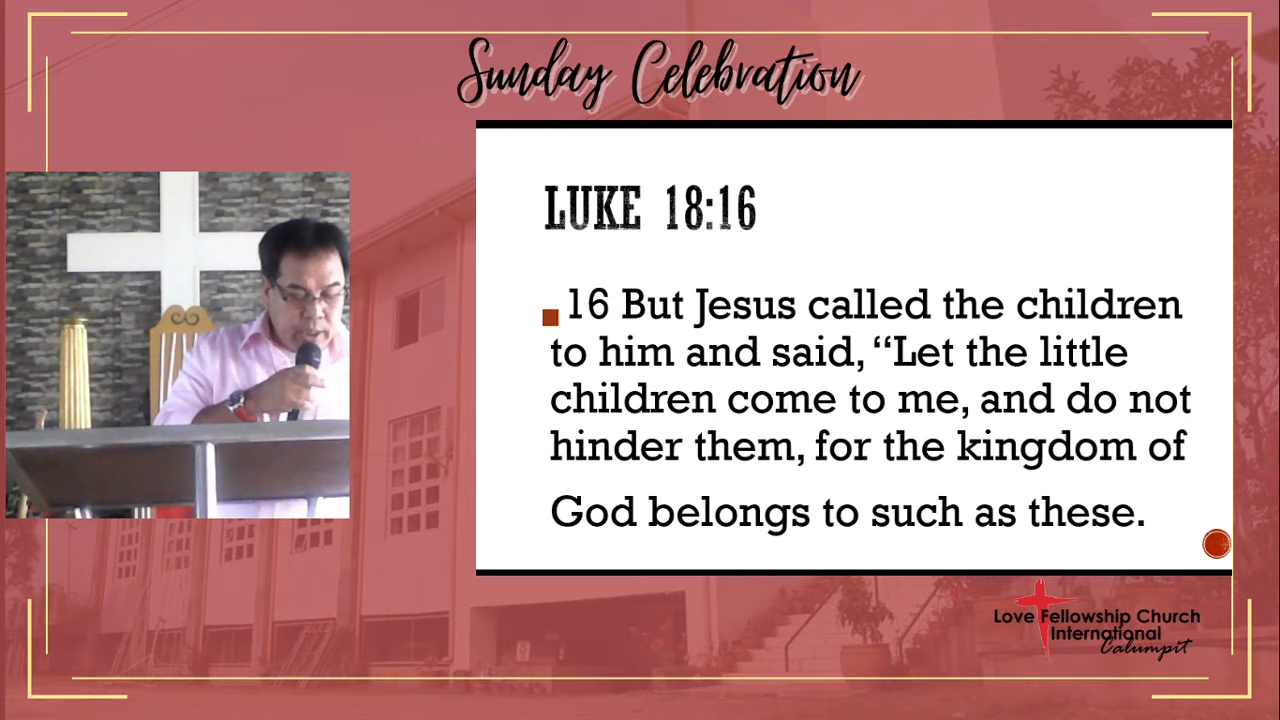 Sunday Celebration
LUKE 18:16
16 But Jesus called the children
to him and said, “Let the little
children come to me, and do not
hinder them, for the kingdom of
God belongs to such as these.
Love Fellowship Church
International
Calumpit